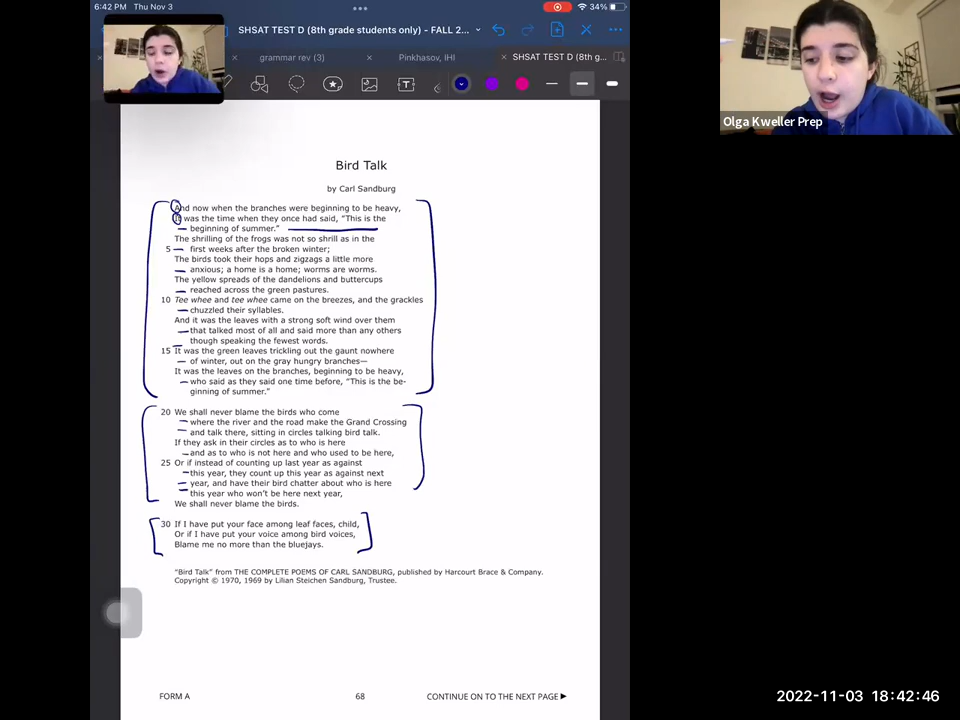 6:42 PM Thu Nov 3
34%
SHSAT TEST D (8th grade students only) - FALL 2...
grammar rev (3)
Pinkhasov, IHI
SHSAT TEST D (8th g...
Olga Kweller Prep
Bird Talk
by Carl Sandburg
And now when the branches were beginning to be heavy,
It was the time when they once had said, “This is the
beginning of summer.”
The shrilling of the frogs was not so shrill as in the
5 first weeks after the broken winter;
The birds took their hops and zigzags a little more
anxious; a home is a home; worms are worms.
The yellow spreads of the dandelions and buttercups
reached across the green pastures.
10 Tee whee and tee whee came on the breezes, and the grackles
chuzzled their syllables.
And it was the leaves with a strong soft wind over them
that talked most of all and said more than any others
though speaking the fewest words.
15 It was the green leaves trickling out the gaunt nowhere
of winter, out on the gray hungry branches—
It was the leaves on the branches, beginning to be heavy,
who said as they said one time before, “This is the be-
ginning of summer.”
20 We shall never blame the birds who come
where the river and the road make the Grand Crossing
and talk there, sitting in circles talking bird talk.
If they ask in their circles as to who is here
and as to who is not here and who used to be here,
25 Or if instead of counting up last year as against
this year, they count up this year as against next
year, and have their bird chatter about who is here
this year who won’t be here next year,
We shall never blame the birds.
30 If I have put your face among leaf faces, child,
Or if I have put your voice among bird voices,
Blame me no more than the bluejays.
“Bird Talk” from THE COMPLETE POEMS OF CARL SANDBURG, published by Harcourt Brace & Company.
Copyright © 1970, 1969 by Lilian Steichen Sandburg, Trustee.
FORM A
68
CONTINUE ON TO THE NEXT PAGE
2022-11-03 18:42:46